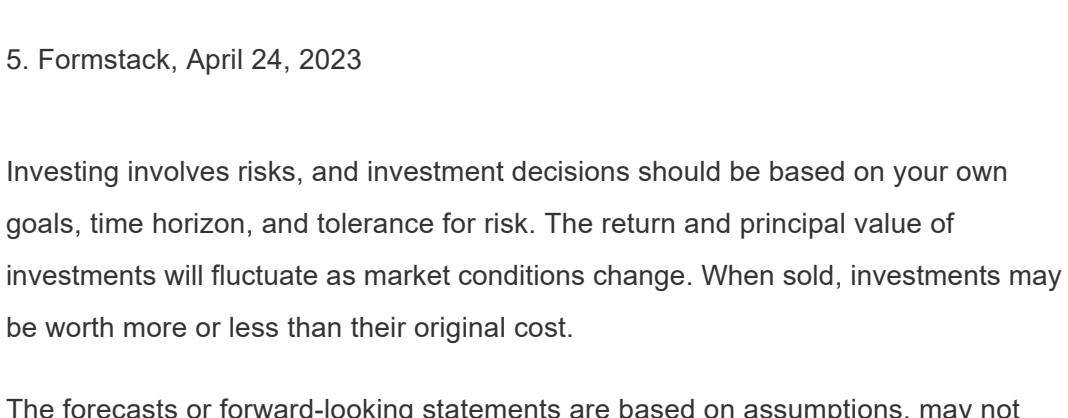 5. Formstack, April 24, 2023
Investing involves risks, and investment decisions should be based on your own
goals, time horizon, and tolerance for risk. The return and principal value of
investments will fluctuate as market conditions change. When sold, investments may
be worth more or less than their original cost.
The forecasts or forward-looking statements are based on assumptions, may not